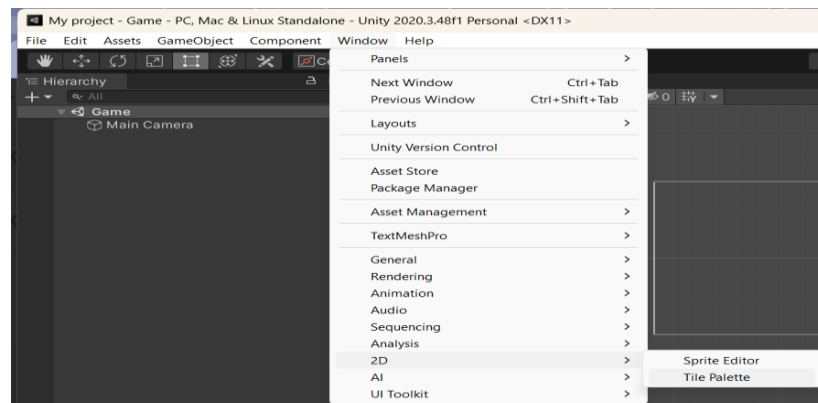 My project - Game - PC, Mac & Linux Standalone - Unity 2020.3.48f1 Personal <DX11>
File Edit Assets GameObject Component Window Help
Hierarchy
All
Game
Main Camera
Panels
Next Window Ctrl+Tab
Previous Window Ctrl+Shift+Tab
Layouts
Unity Version Control
Asset Store
Package Manager
Asset Management
TextMeshPro
General
Rendering
Animation
Audio
Sequencing
Analysis
2D
AI
UI Toolkit
0
Sprite Editor
Tile Palette